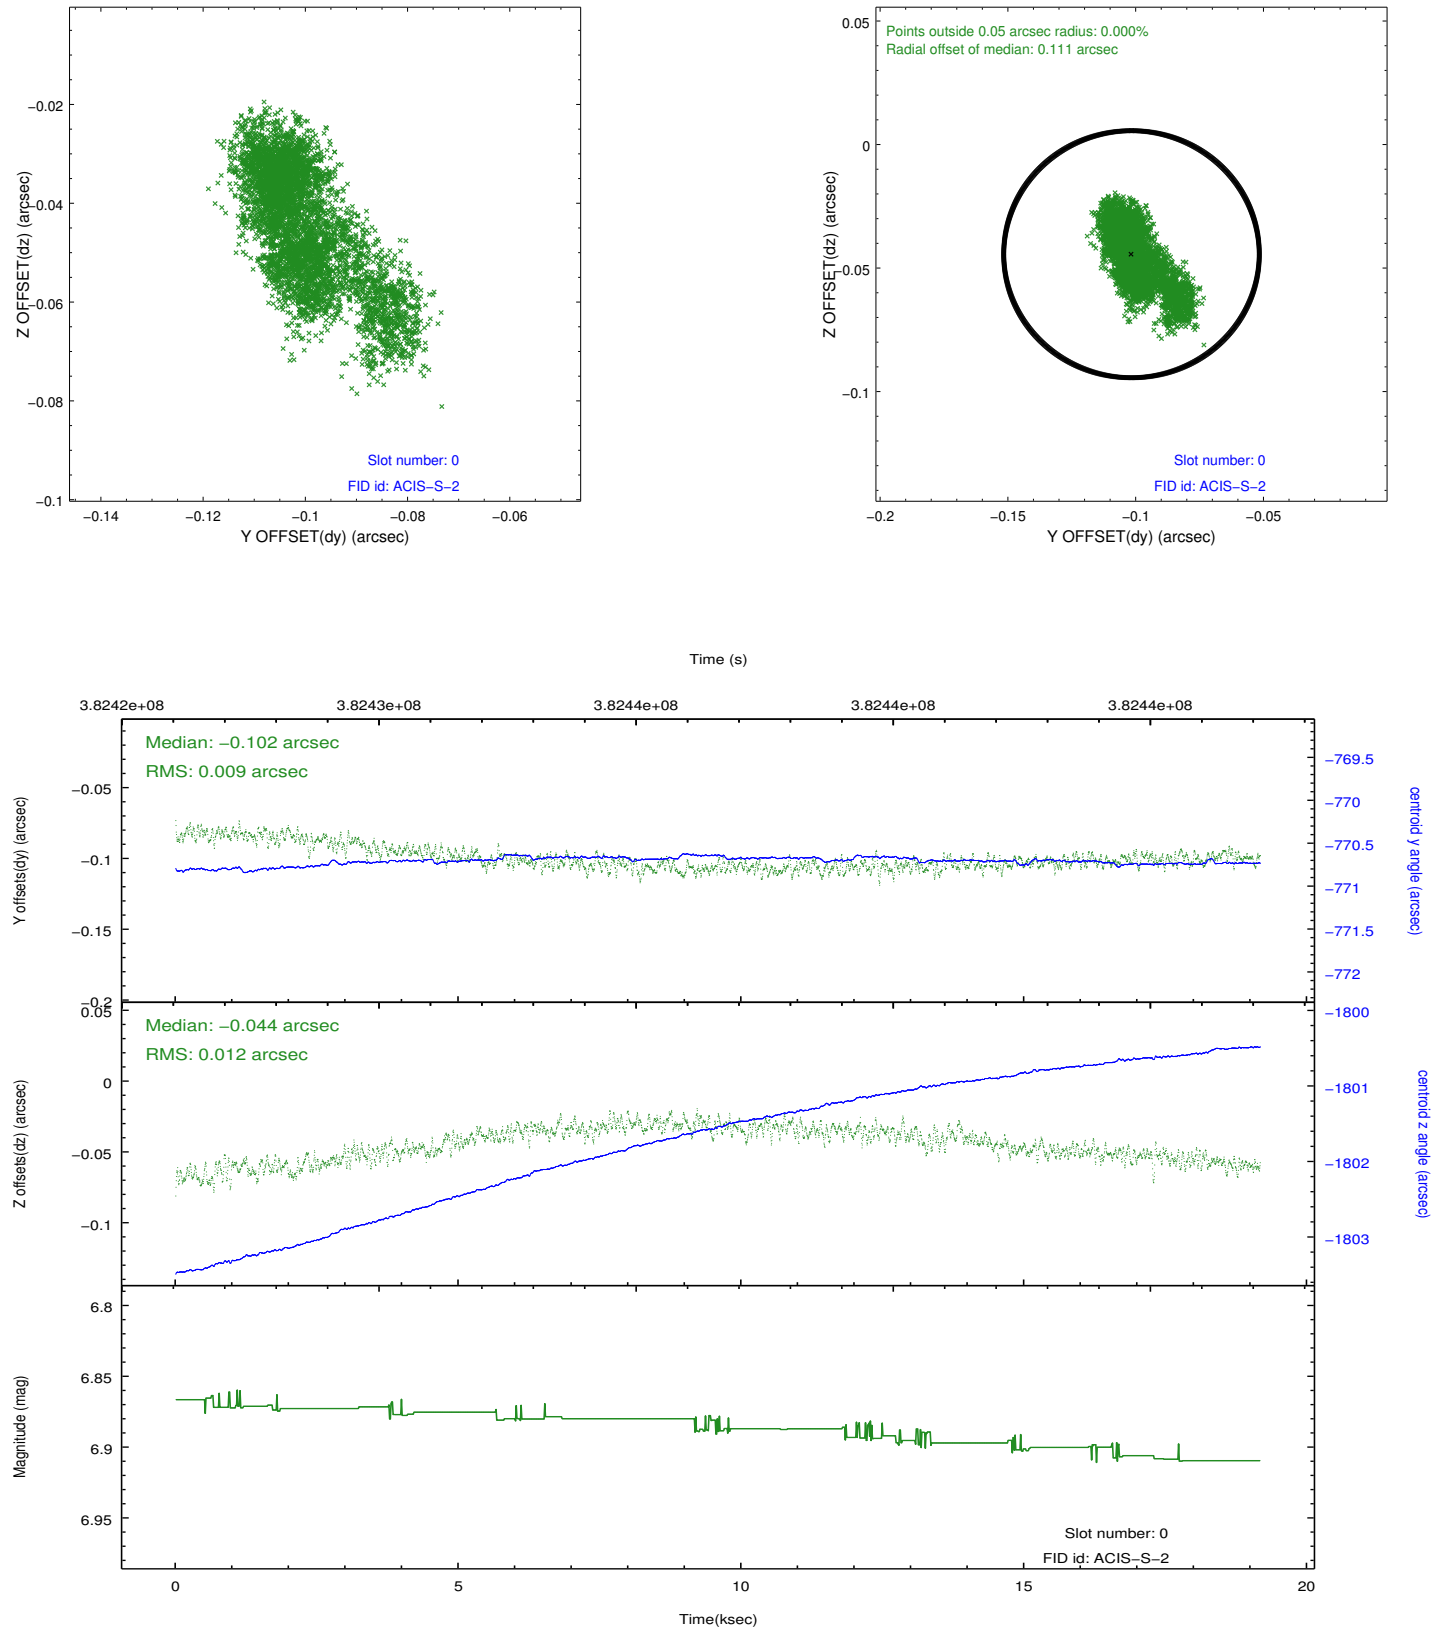 −0.02
−0.04
−0.06
−0.08
−0.1
Z OFFSET(dz) (arcsec)
Slot number: 0
FID id: ACIS−S−2
−0.14
−0.12
−0.1
−0.08
−0.06
Y OFFSET(dy) (arcsec)
Points outside 0.05 arcsec radius: 0.000%
Radial offset of median: 0.111 arcsec
0.05
0
−0.05
−0.1
Z OFFSET(dz) (arcsec)
Slot number: 0
FID id: ACIS−S−2
−0.2
−0.15
−0.1
−0.05
Y OFFSET(dy) (arcsec)
Time (s)
3.8242e+08
3.8243e+08
3.8244e+08
3.8244e+08
3.8244e+08
Median: −0.102 arcsec
RMS: 0.009 arcsec
−0.05
−0.1
−0.15
−0.2
Y offsets(dy) (arcsec)
−769.5
−770
−770.5
−771
−771.5
−772
centroid y angle (arcsec)
Median: −0.044 arcsec
RMS: 0.012 arcsec
0.05
0
−0.05
−0.1
Z offsets(dz) (arcsec)
−1800
−1801
−1802
−1803
centroid z angle (arcsec)
6.8
6.85
6.9
6.95
Magnitude (mag)
Slot number: 0
FID id: ACIS−S−2
0
5
10
15
20
Time(ksec)